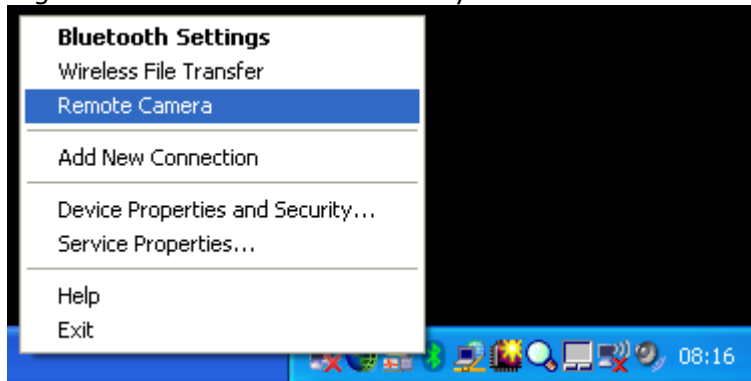 Bluetooth Settings
Wireless File Transfer
Remote Camera
Add New Connection
Device Properties and Security...
Service Properties...
Help
Exit
08:16